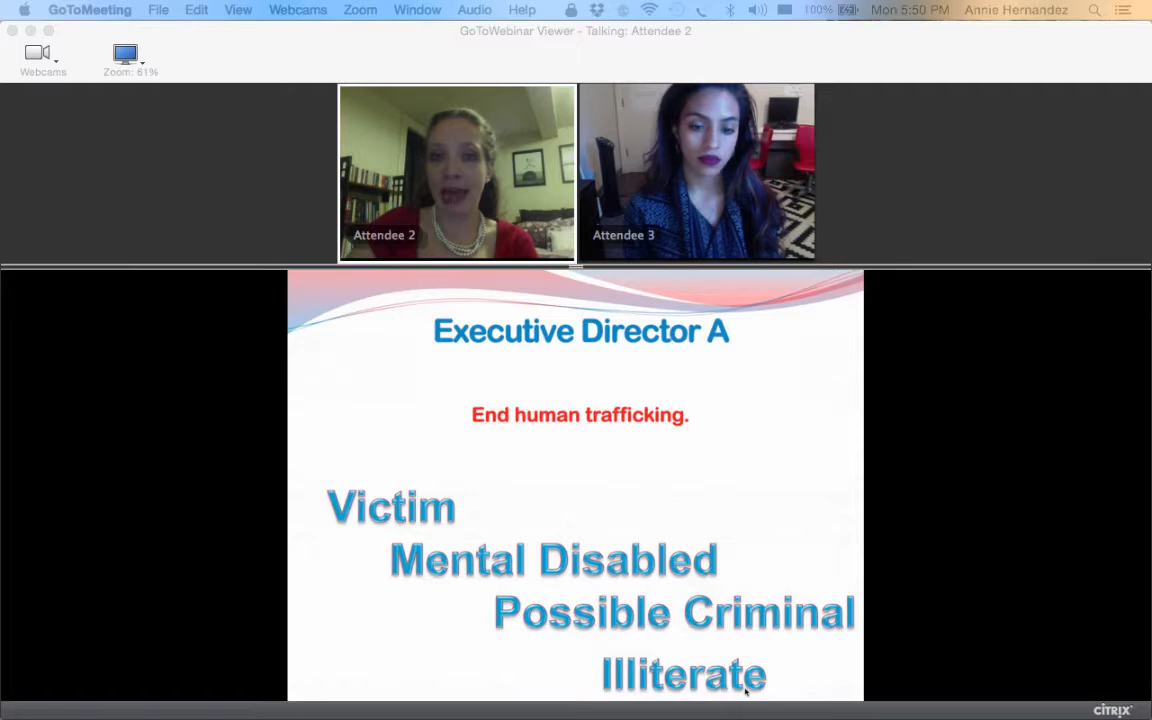 GoToMeeting File Edit View Webcams Zoom Window Audio Help 100% Mon 5:50 PM Annie Hernandez
GoToWebinar Viewer - Talking: Attendee 2
Webcams Zoom: 61%
Attendee 2 Attendee 3
Executive Director A
End human trafficking.
Victim
Mental Disabled
Possible Criminal
Illiterate
CITRIX